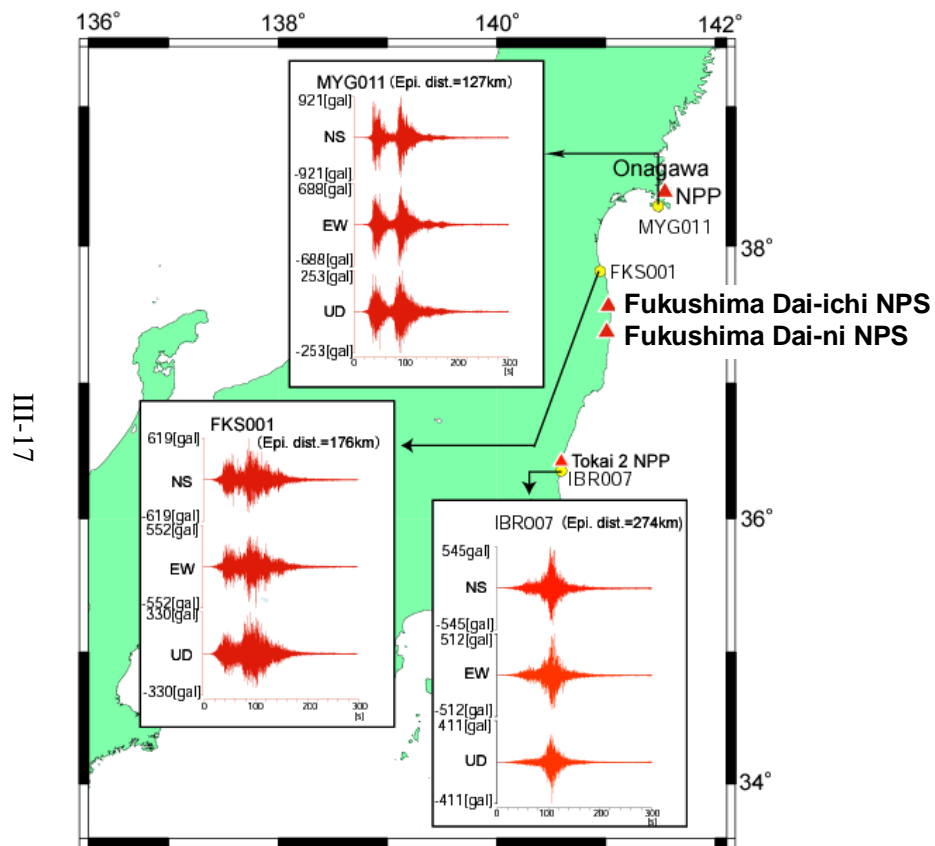 136°
138°
140°
142°
MYG011 (Epi. dist.=127km)
921[gal]
NS
-921[gal]
688[gal]
EW
-688[gal]
253[gal]
UD
-253[gal]
0
100
200
300
[s]
Onagawa
NPP
MYG011
38°
FKS001
Fukushima Dai-ichi NPS
Fukushima Dai-ni NPS
III-17
FKS001
(Epi. dist.=176km)
619[gal]
NS
-619[gal]
552[gal]
EW
-552[gal]
330[gal]
UD
-330[gal]
0
100
200
300
[s]
Tokai 2 NPP
IBR007
36°
IBR007 (Epi. dist.=274km)
545gal]
NS
-545[gal]
512[gal]
EW
-512[gal]
411[gal]
UD
-411[gal]
0
100
200
300
[s]
34°